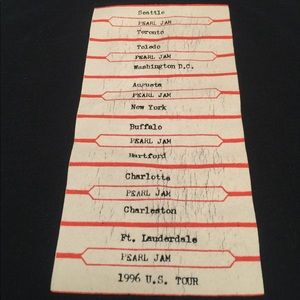 Seattle
PEARL JAM
Toronto
Toledo
PEARL JAM
Washington D.C.
Augusta
PEARL JAM
New York
Buffalo
PEARL JAM
Hartford
Charlotte
PEARL JAM
Charleston
Ft. Lauderdale
PEARL JAM
1996 U.S. TOUR